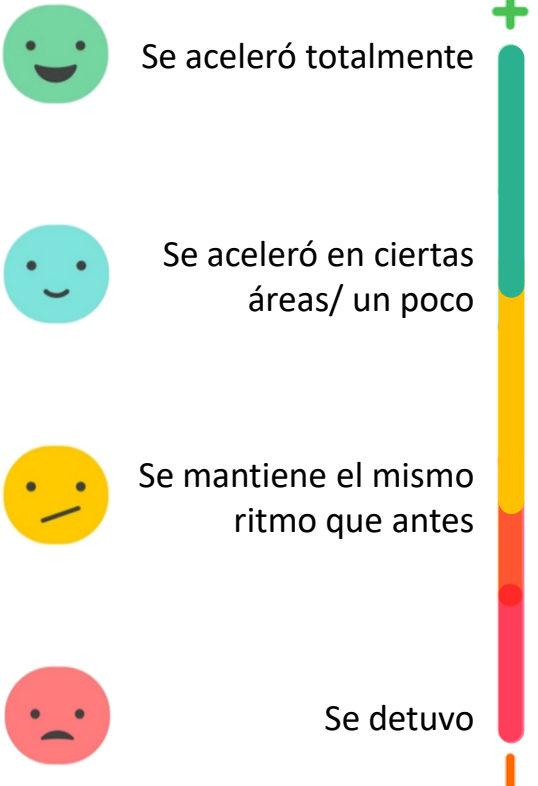 +
Se aceleró totalmente
Se aceleró en ciertas
áreas/ un poco
Se mantiene el mismo
ritmo que antes
Se detuvo